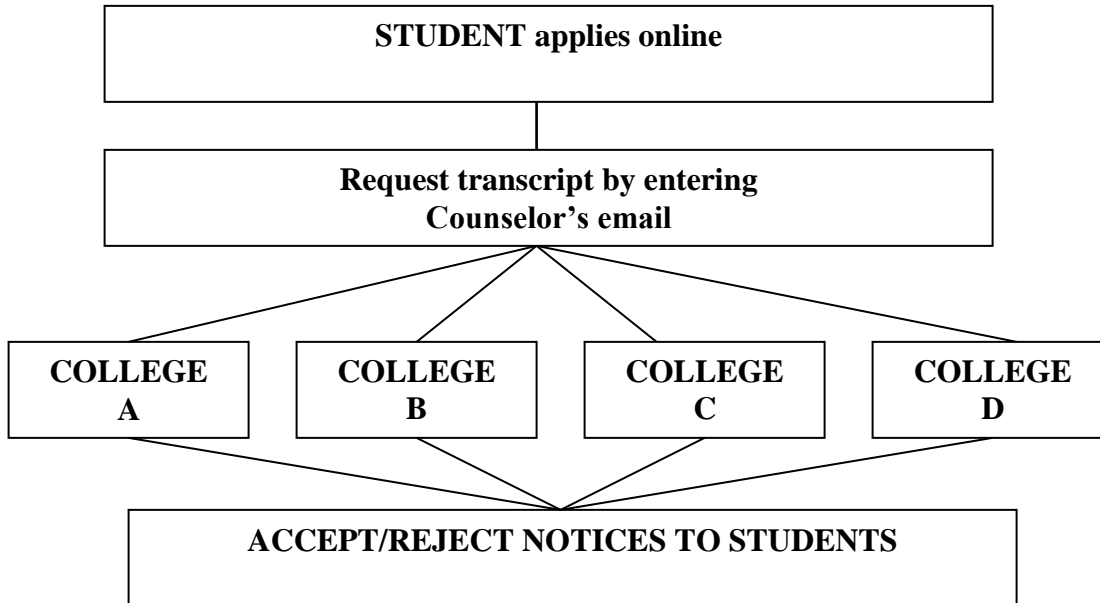 STUDENT applies online
Request transcript by entering
Counselor’s email
COLLEGE
A
COLLEGE
B
COLLEGE
C
COLLEGE
D
ACCEPT/REJECT NOTICES TO STUDENTS